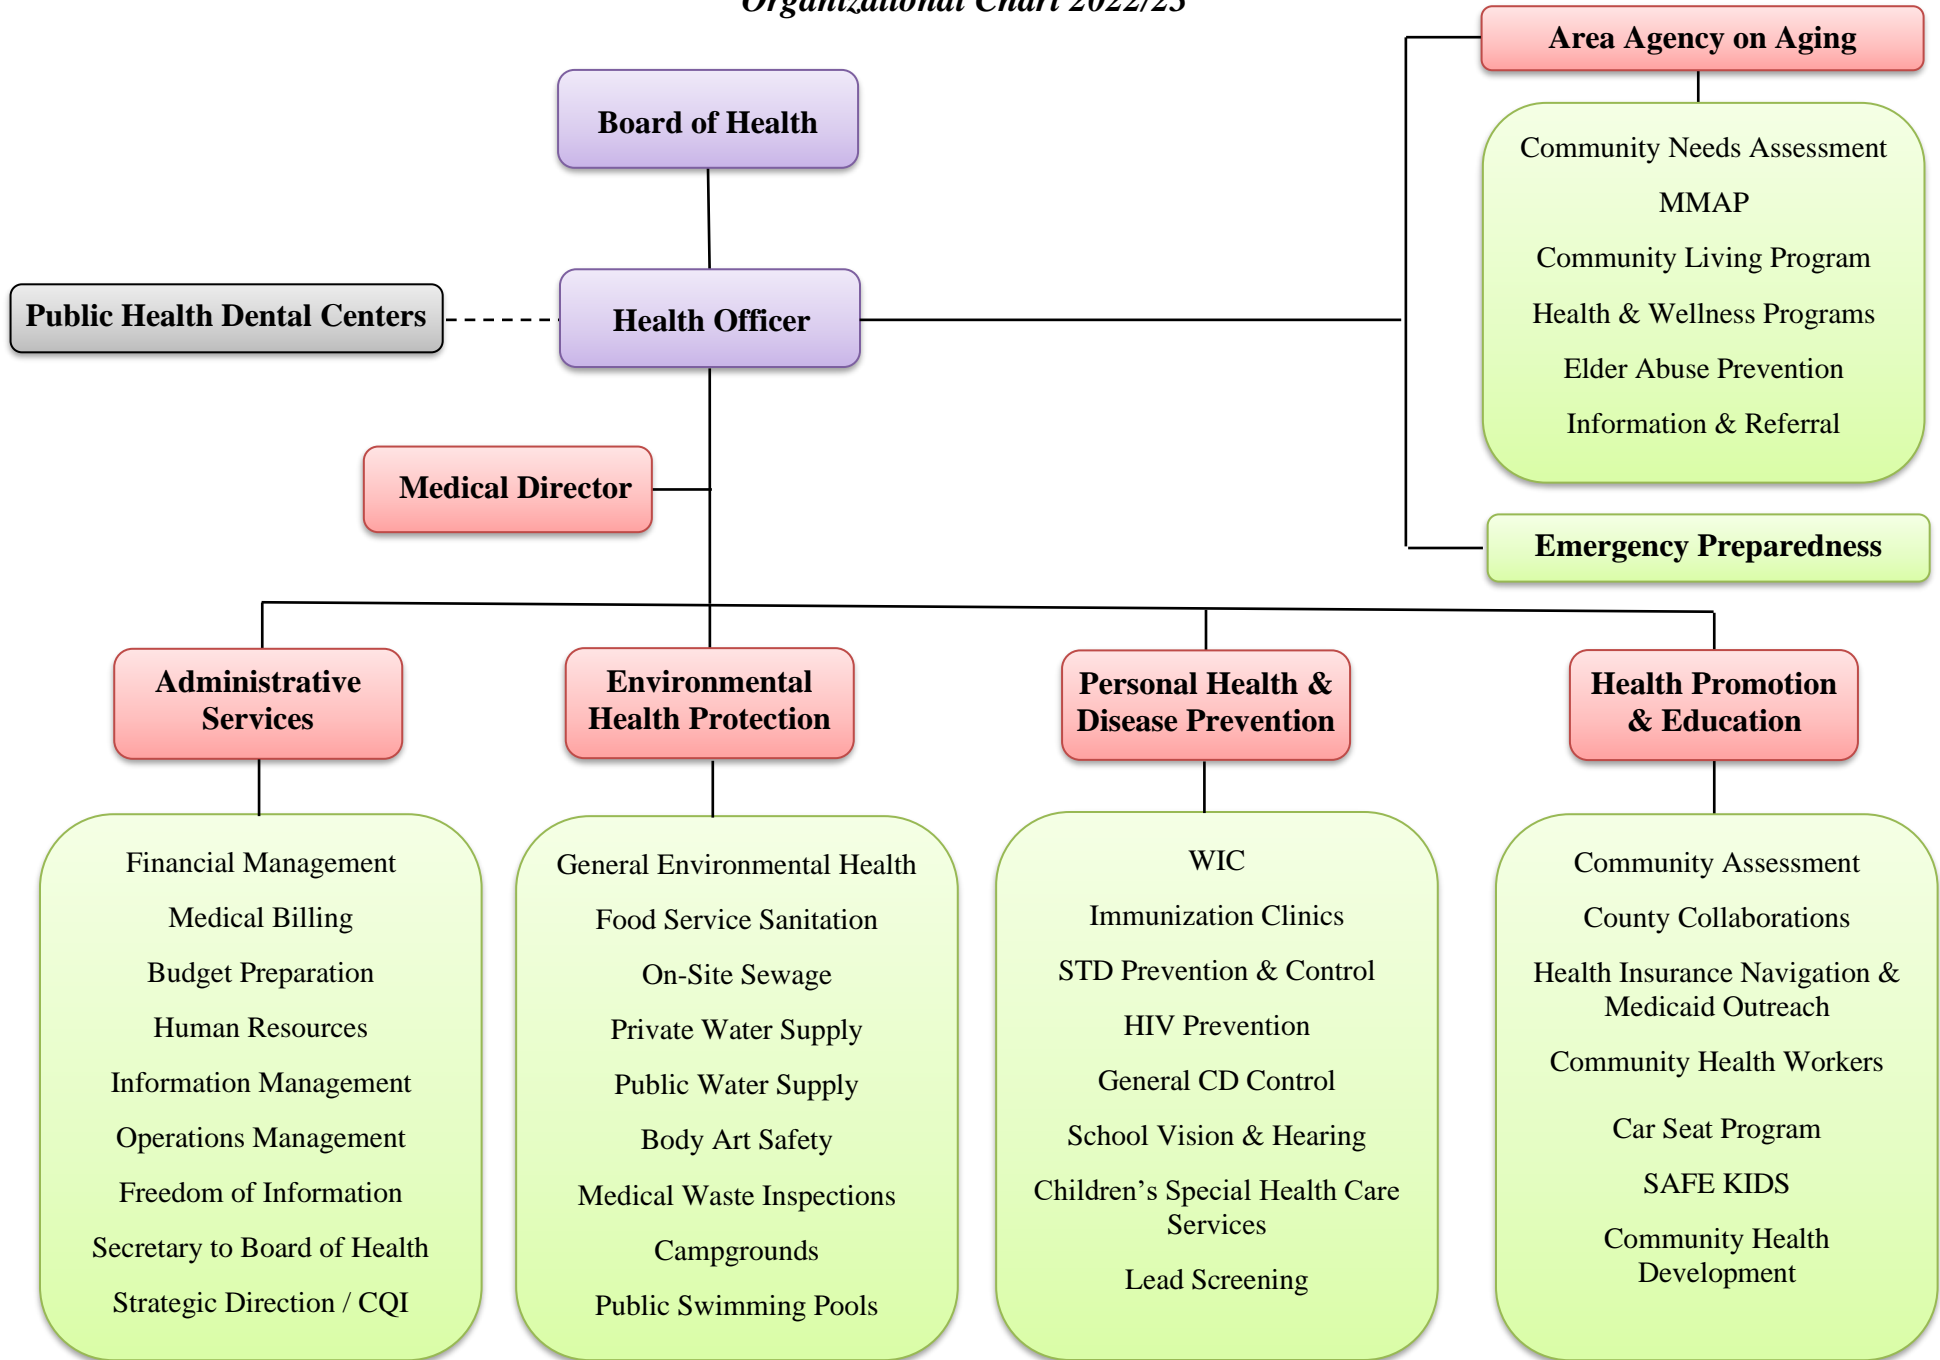 Organizational Chart 2022/23
Area Agency on Aging
Community Needs Assessment
MMAP
Community Living Program
Health & Wellness Programs
Elder Abuse Prevention
Information & Referral
Board of Health
Public Health Dental Centers
Health Officer
Medical Director
Emergency Preparedness
Administrative
Services
Financial Management
Medical Billing
Budget Preparation
Human Resources
Information Management
Operations Management
Freedom of Information
Secretary to Board of Health
Strategic Direction / CQI
Environmental
Health Protection
General Environmental Health
Food Service Sanitation
On-Site Sewage
Private Water Supply
Public Water Supply
Body Art Safety
Medical Waste Inspections
Campgrounds
Public Swimming Pools
Personal Health &
Disease Prevention
WIC
Immunization Clinics
STD Prevention & Control
HIV Prevention
General CD Control
School Vision & Hearing
Children’s Special Health Care
Services
Lead Screening
Health Promotion
& Education
Community Assessment
County Collaborations
Health Insurance Navigation &
Medicaid Outreach
Community Health Workers
Car Seat Program
SAFE KIDS
Community Health
Development